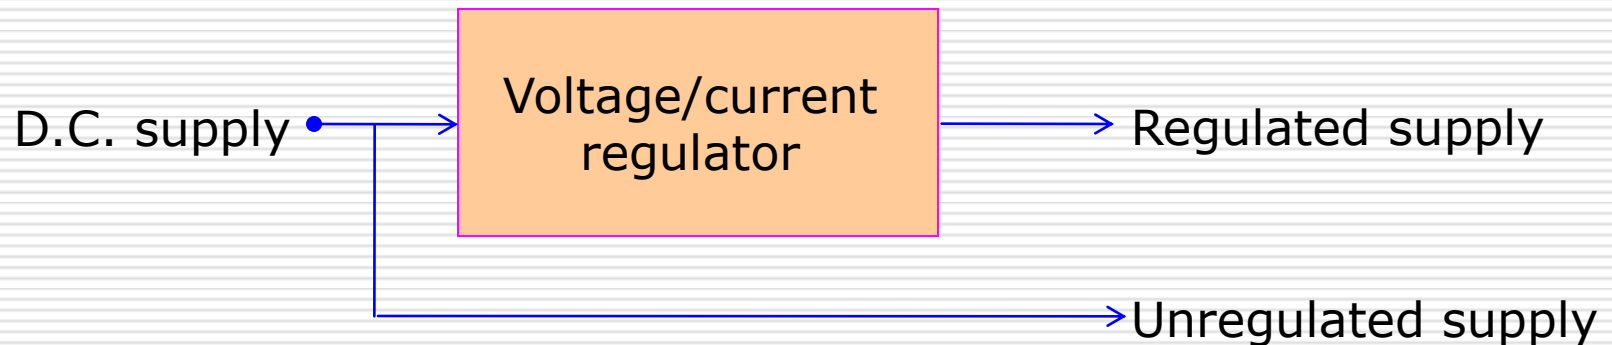 D.C. supply
Voltage/current
regulator
Regulated supply
Unregulated supply